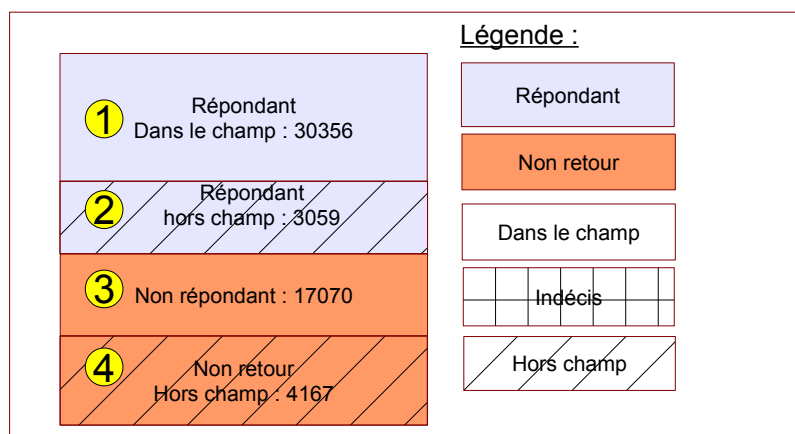 Légende :
1
Répondant
Dans le champ : 30356
2
Répondant
hors champ : 3059
3
Non répondant : 17070
4
Non retour
Hors champ : 4167
Répondant
Non retour
Dans le champ
Indécis
Hors champ